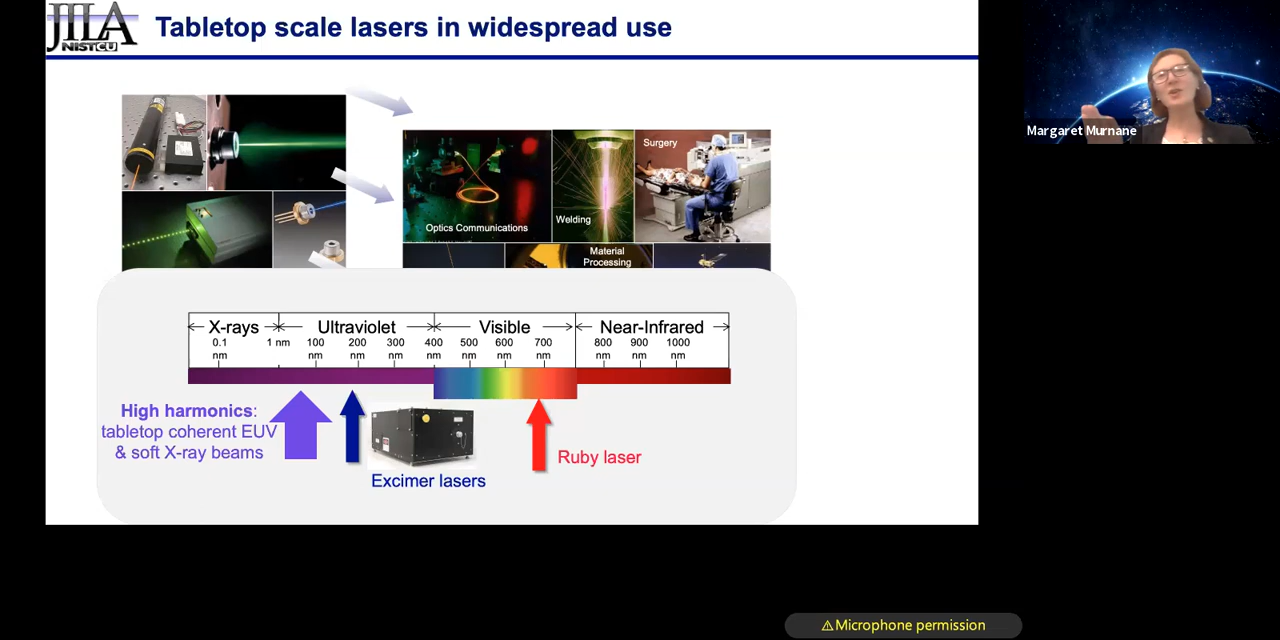 JILA
NIST CU
Tabletop scale lasers in widespread use
Margaret Murnane
Optics Communications
Welding
Surgery
Material
Processing
X-rays
Ultraviolet
Visible
Near-Infrared
0.1 nm
1 nm
100 nm
200 nm
300 nm
400 nm
500 nm
600 nm
700 nm
800 nm
900 nm
1000 nm
High harmonics:
tabletop coherent EUV
& soft X-ray beams
Excimer lasers
Ruby laser
⚠Microphone permission